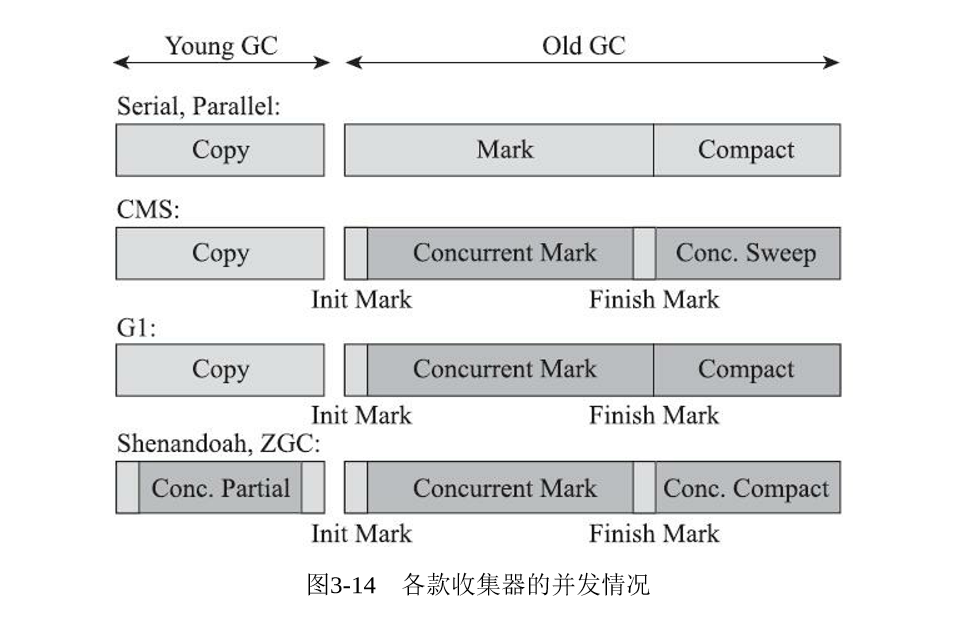 Young GC Old GC
Serial, Parallel:
Copy Mark Compact
CMS:
Copy Concurrent Mark Conc. Sweep
Init Mark Finish Mark
G1:
Copy Concurrent Mark Compact
Init Mark Finish Mark
Shenandoah, ZGC:
Conc. Partial Concurrent Mark Conc. Compact
Init Mark Finish Mark
图3-14 各款收集器的并发情况